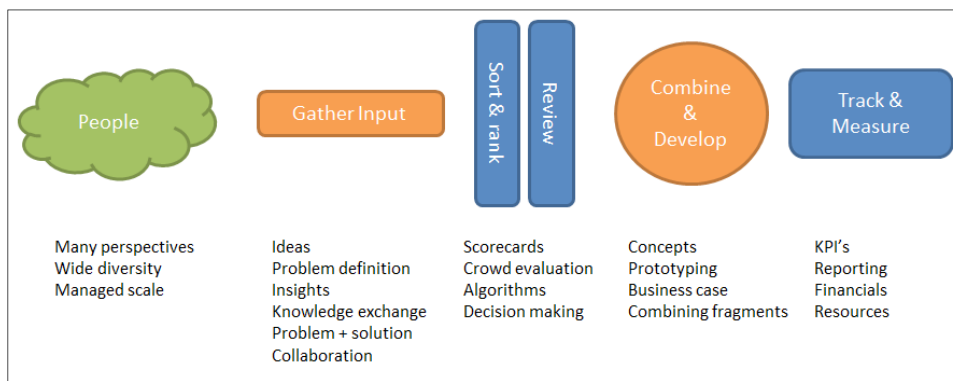 People
Gather Input
Sort & rank
Review
Combine
&
Develop
Track &
Measure
Many perspectives
Wide diversity
Managed scale
Ideas
Problem definition
Insights
Knowledge exchange
Problem + solution
Collaboration
Scorecards
Crowd evaluation
Algorithms
Decision making
Concepts
Prototyping
Business case
Combining fragments
KPI's
Reporting
Financials
Resources